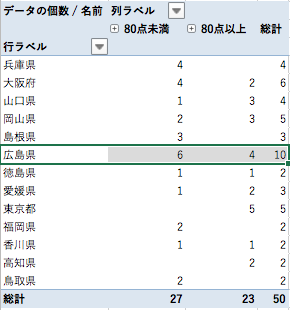 データの個数 / 名前 列ラベル
80点未満 80点以上 総計
行ラベル
兵庫県 4 4
大阪府 4 2 6
山口県 1 3 4
岡山県 2 3 5
島根県 3 3
広島県 6 4 10
徳島県 1 1 2
愛媛県 1 2 3
東京都 5 5
福岡県 2 2
香川県 1 1 2
高知県 2 2
鳥取県 2 2
総計 27 23 50